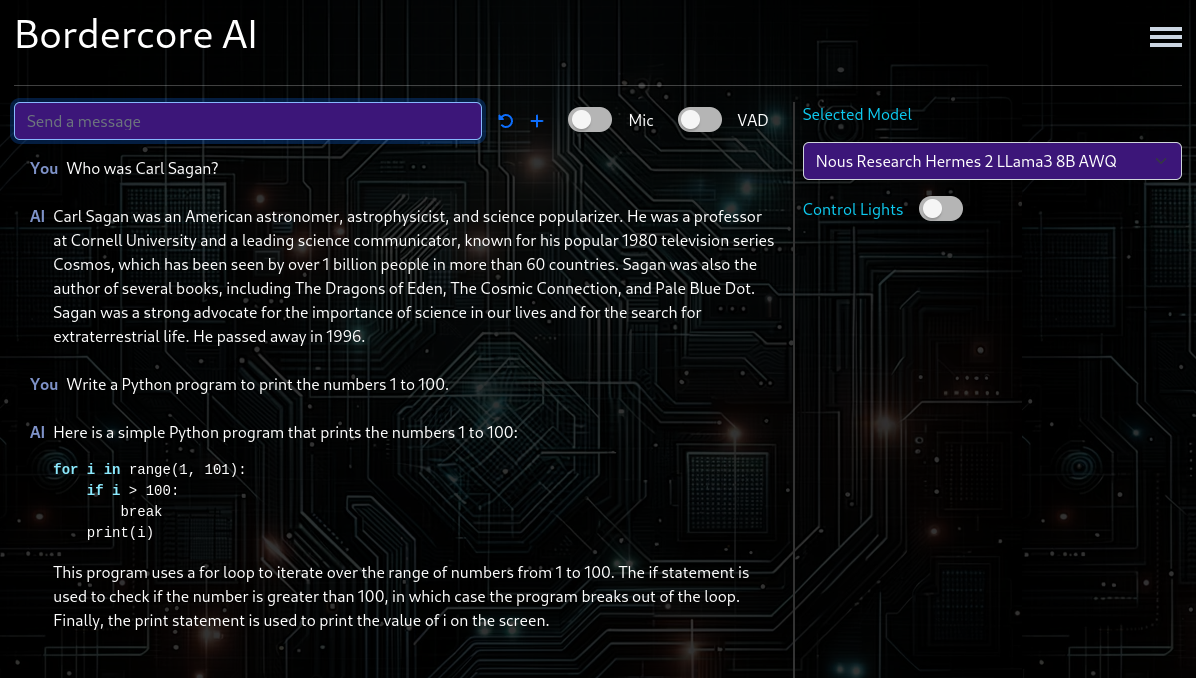 Bordercore AI
Send a message
Mic
VAD
Selected Model
Nous Research Hermes 2 LLama3 8B AWQ
Control Lights
You Who was Carl Sagan?
AI Carl Sagan was an American astronomer, astrophysicist, and science popularizer. He was a professor
at Cornell University and a leading science communicator, known for his popular 1980 television series
Cosmos, which has been seen by over 1 billion people in more than 60 countries. Sagan was also the
author of several books, including The Dragons of Eden, The Cosmic Connection, and Pale Blue Dot.
Sagan was a strong advocate for the importance of science in our lives and for the search for
extraterrestrial life. He passed away in 1996.
You Write a Python program to print the numbers 1 to 100.
AI Here is a simple Python program that prints the numbers 1 to 100:
for i in range(1, 101):
    if i > 100:
        break
    print(i)
This program uses a for loop to iterate over the range of numbers from 1 to 100. The if statement is
used to check if the number is greater than 100, in which case the program breaks out of the loop.
Finally, the print statement is used to print the value of i on the screen.